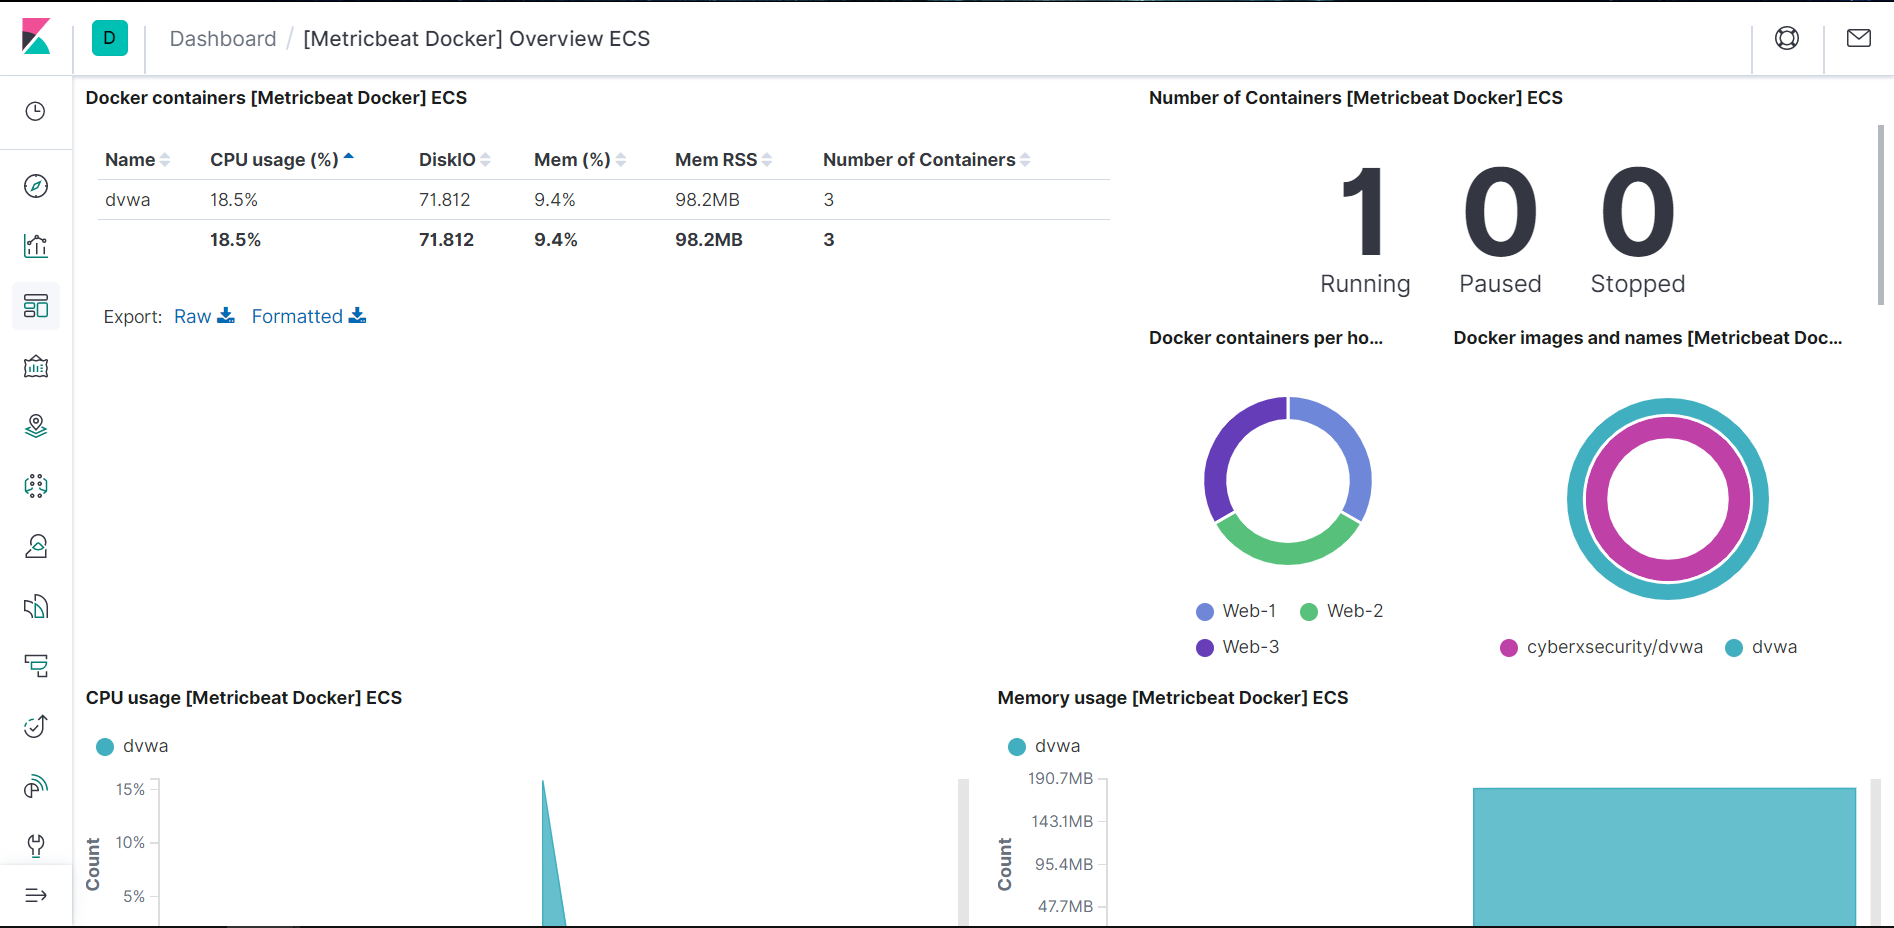 D
Dashboard / [Metricbeat Docker] Overview ECS
Docker containers [Metricbeat Docker] ECS
Name CPU usage (%) DiskIO Mem (%) Mem RSS Number of Containers
dvwa 18.5% 71.812 9.4% 98.2MB 3
18.5% 71.812 9.4% 98.2MB 3
Export: Raw Formatted
Number of Containers [Metricbeat Docker] ECS
1 0 0
Running Paused Stopped
Docker containers per ho...
Web-1 Web-2
Web-3
Docker images and names [Metricbeat Doc...
cyberxsecurity/dvwa dvwa
CPU usage [Metricbeat Docker] ECS
dvwa
15%
10%
5%
Count
Memory usage [Metricbeat Docker] ECS
dvwa
190.7MB
143.1MB
95.4MB
47.7MB
Count